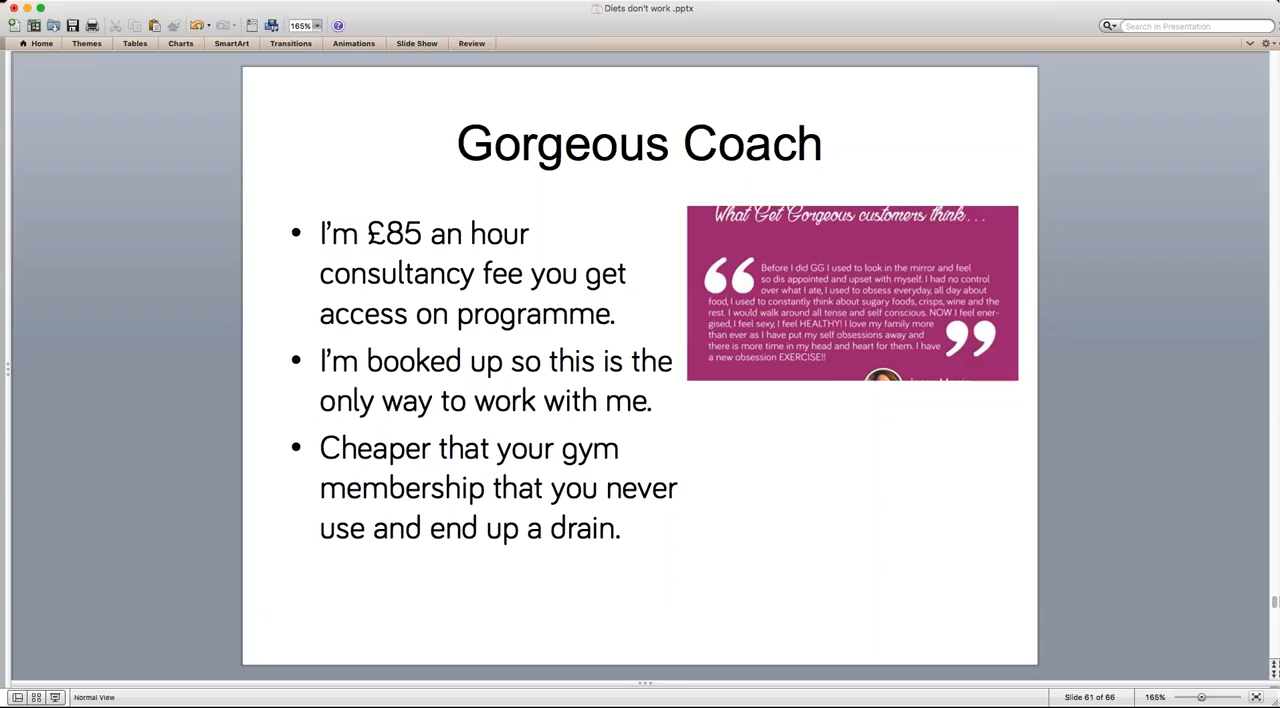 Diets don't work .pptx
165%
Search in Presentation
Home Themes Tables Charts SmartArt Transitions Animations Slide Show Review
Gorgeous Coach
• I'm £85 an hour
consultancy fee you get
access on programme.
• I'm booked up so this is the
only way to work with me.
• Cheaper that your gym
membership that you never
use and end up a drain.
What Get Gorgeous customers think...
Before I did GG I used to look in the mirror and feel
so dis appointed and upset with myself. I had no control
over what I ate, I used to obsess everyday, all day about
food, I used to constantly think about sugary foods, crisps, wine and the
rest. I would walk around all tense and self conscious. NOW I feel ener-
gised, I feel sexy, I feel HEALTHY! I love my family more
than ever as I have put my self obsessions away and
there is more time in my head and heart for them. I have
a new obsession EXERCISE!!
Normal View
Slide 61 of 66
165%